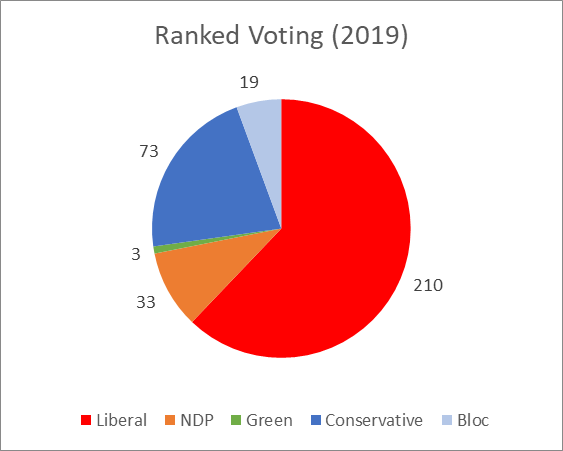 Ranked Voting (2019)
19
73
3
33
210
Liberal NDP Green Conservative Bloc